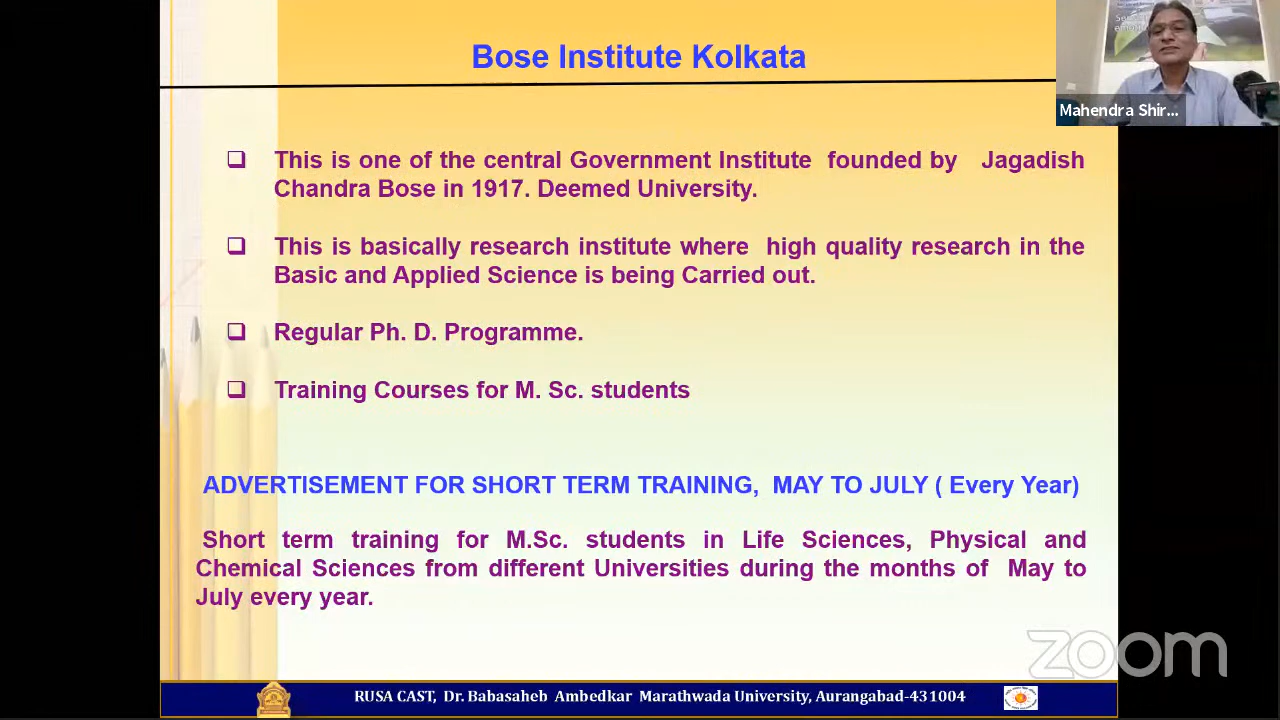 Bose Institute Kolkata
Mahendra Shir...
This is one of the central Government Institute founded by Jagadish
Chandra Bose in 1917. Deemed University.
This is basically research institute where high quality research in the
Basic and Applied Science is being Carried out.
Regular Ph. D. Programme.
Training Courses for M. Sc. students
ADVERTISEMENT FOR SHORT TERM TRAINING, MAY TO JULY ( Every Year)
Short term training for M.Sc. students in Life Sciences, Physical and
Chemical Sciences from different Universities during the months of May to
July every year.
zoom
RUSA CAST, Dr. Babasaheb Ambedkar Marathwada University, Aurangabad-431004